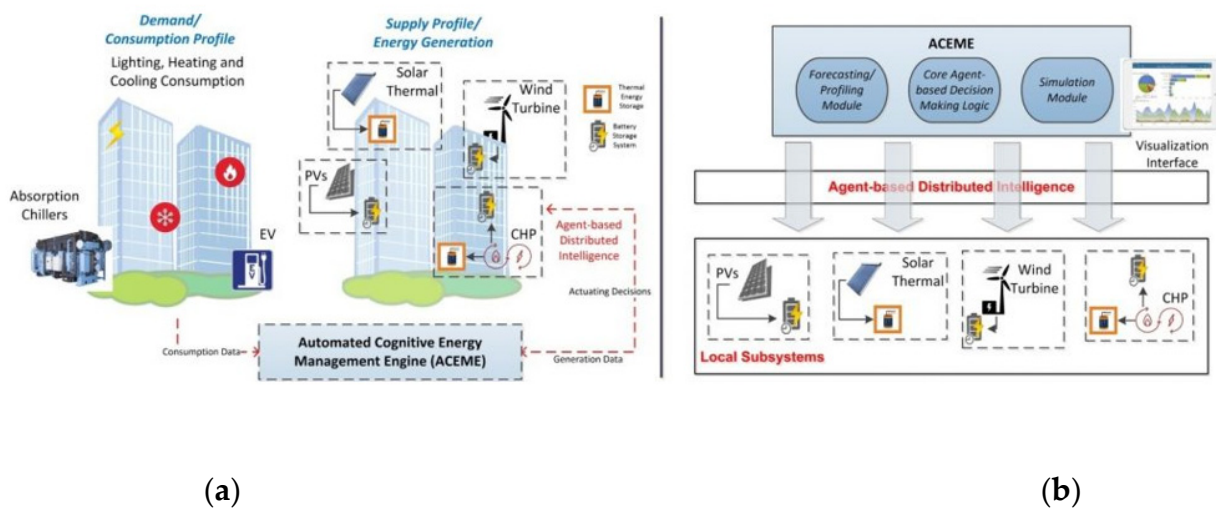 Demand/
Consumption Profile
Lighting, Heating and
Cooling Consumption
Absorption
Chillers
EV
Supply Profile/
Energy Generation
Solar
Thermal
Wind
Turbine
Thermal
Energy
Storage
Battery
Storage
System
PVs
CHP
Agent-based
Distributed
Intelligence
Actuating Decisions
Consumption Data
Automated Cognitive Energy
Management Engine (ACEME)
Generation Data
(a)
ACEME
Forecasting/
Profiling
Module
Core Agent-
based Decision
Making Logic
Simulation
Module
Visualization
Interface
Agent-based Distributed Intelligence
PVs
Solar
Thermal
Wind
Turbine
CHP
Local Subsystems
(b)